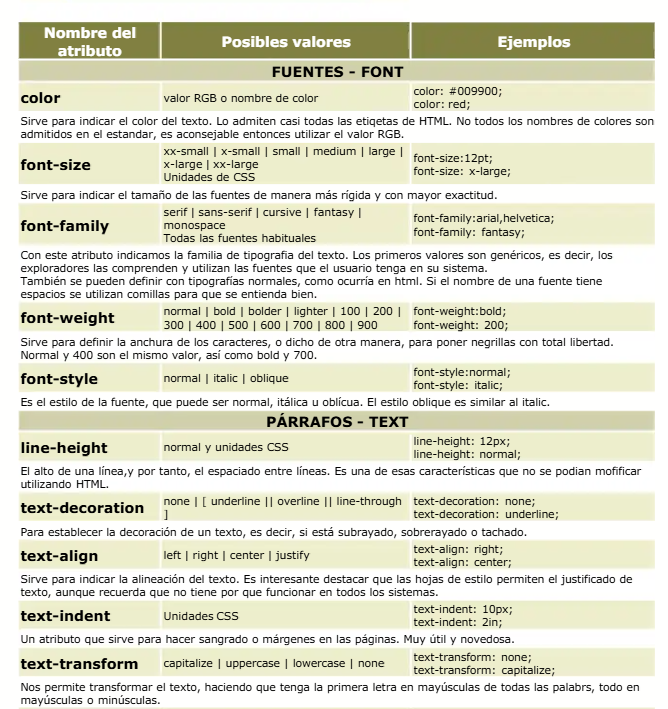 Nombre del atributo Posibles valores Ejemplos
FUENTES - FONT
color valor RGB o nombre de color color: #009900;
color: red;
Sirve para indicar el color del texto. Lo admiten casi todas las etiqetas de HTML. No todos los nombres de colores son
admitidos en el estandar, es aconsejable entonces utilizar el valor RGB.
font-size
xx-small | x-small | small | medium | large |
x-large | xx-large
Unidades de CSS
font-size:12pt;
font-size: x-large;
Sirve para indicar el tamaño de las fuentes de manera más rígida y con mayor exactitud.
font-family
serif | sans-serif | cursive | fantasy |
monospace
Todas las fuentes habituales
font-family:arial,helvetica;
font-family: fantasy;
Con este atributo indicamos la familia de tipografia del texto. Los primeros valores son genéricos, es decir, los
exploradores las comprenden y utilizan las fuentes que el usuario tenga en su sistema.
También se pueden definir con tipografías normales, como ocurría en html. Si el nombre de una fuente tiene
espacios se utilizan comillas para que se entienda bien.
font-weight
normal | bold | bolder | lighter | 100 | 200 |
300 | 400 | 500 | 600 | 700 | 800 | 900
font-weight:bold;
font-weight: 200;
Sirve para definir la anchura de los caracteres, o dicho de otra manera, para poner negrillas con total libertad.
Normal y 400 son el mismo valor, así como bold y 700.
font-style
normal | italic | oblique
font-style:normal;
font-style: italic;
Es el estilo de la fuente, que puede ser normal, itálica u oblícua. El estilo oblique es similar al italic.
PÁRRAFOS - TEXT
line-height
normal y unidades CSS
line-height: 12px;
line-height: normal;
El alto de una línea,y por tanto, el espaciado entre líneas. Es una de esas características que no se podian mofificar
utilizando HTML.
text-decoration
none | [ underline || overline || line-through
]
text-decoration: none;
text-decoration: underline;
Para establecer la decoración de un texto, es decir, si está subrayado, sobrerayado o tachado.
text-align
left | right | center | justify
text-align: right;
text-align: center;
Sirve para indicar la alineación del texto. Es interesante destacar que las hojas de estilo permiten el justificado de
texto, aunque recuerda que no tiene por que funcionar en todos los sistemas.
text-indent
Unidades CSS
text-indent: 10px;
text-indent: 2in;
Un atributo que sirve para hacer sangrado o márgenes en las páginas. Muy útil y novedosa.
text-transform
capitalize | uppercase | lowercase | none
text-transform: none;
text-transform: capitalize;
Nos permite transformar el texto, haciendo que tenga la primera letra en mayúsculas de todas las palabrs, todo en
mayúsculas o minúsculas.